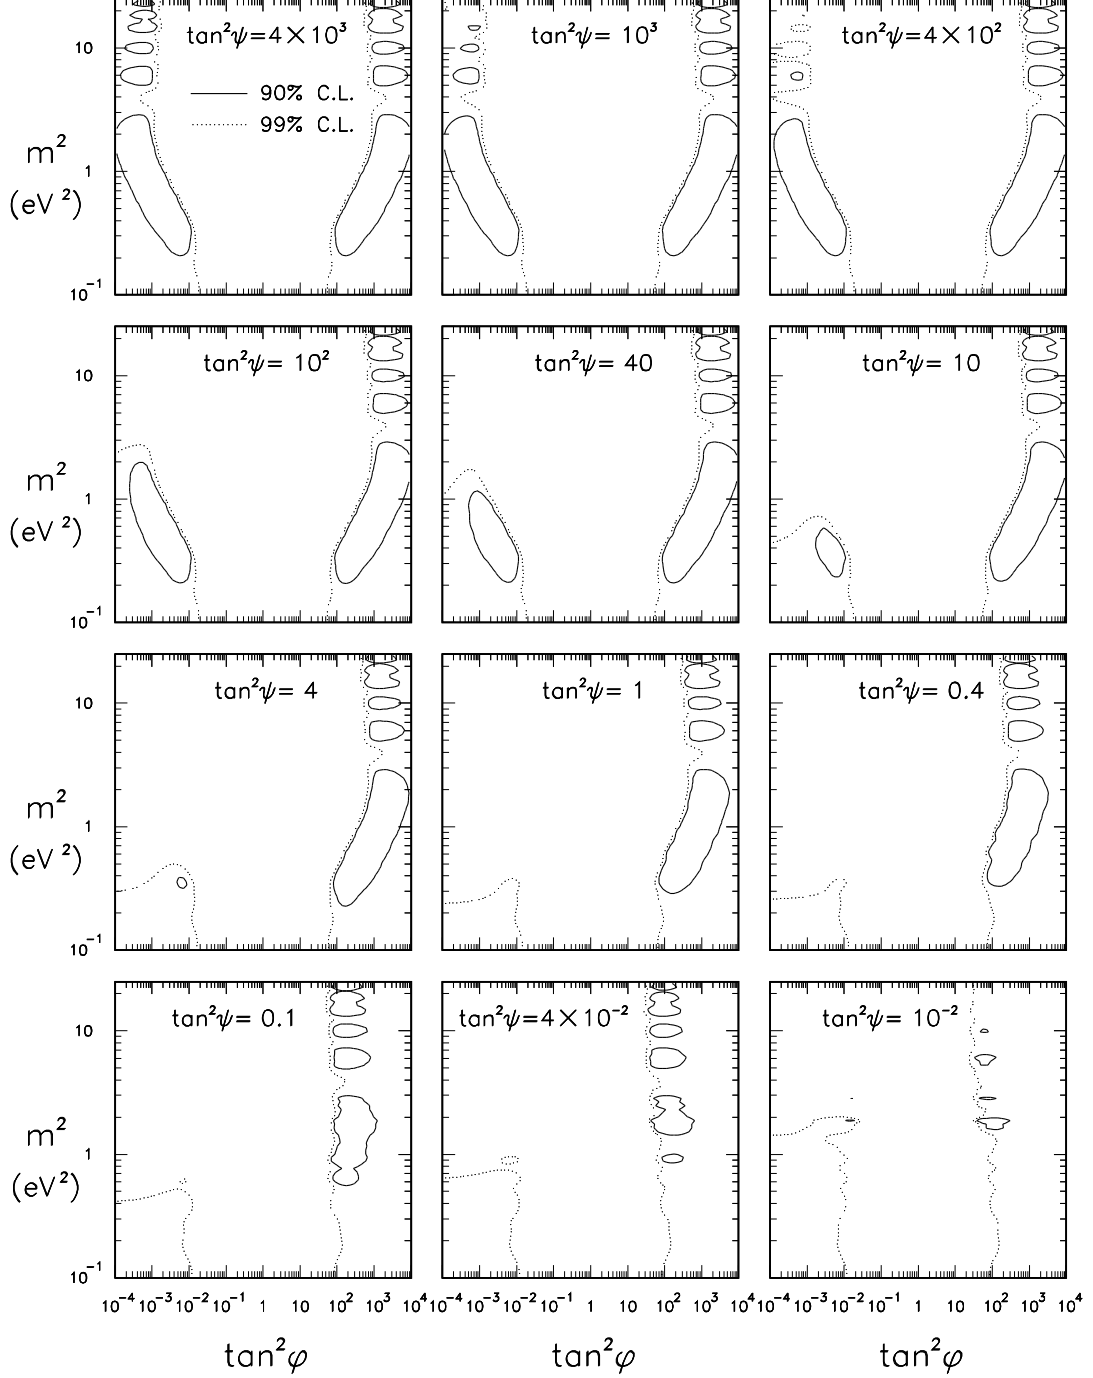 tan²ψ=4×10³ tan²ψ= 10³ tan²ψ=4×10²
10
90% C.L.
99% C.L.
m²
1
(eV²)
10⁻¹
tan²ψ= 10² tan²ψ= 40 tan²ψ= 10
10
m²
1
(eV²)
10⁻¹
tan²ψ= 4 tan²ψ= 1 tan²ψ= 0.4
10
m²
1
(eV²)
10⁻¹
tan²ψ= 0.1 tan²ψ=4×10⁻² tan²ψ= 10⁻²
10
m²
1
(eV²)
10⁻¹
10⁻⁴ 10⁻³ 10⁻² 10⁻¹ 1 10 10² 10³ 10⁴ 10⁻⁴ 10⁻³ 10⁻² 10⁻¹ 1 10 10² 10³ 10⁴ 10⁻⁴ 10⁻³ 10⁻² 10⁻¹ 1 10 10² 10³ 10⁴
tan²φ tan²φ tan²φ